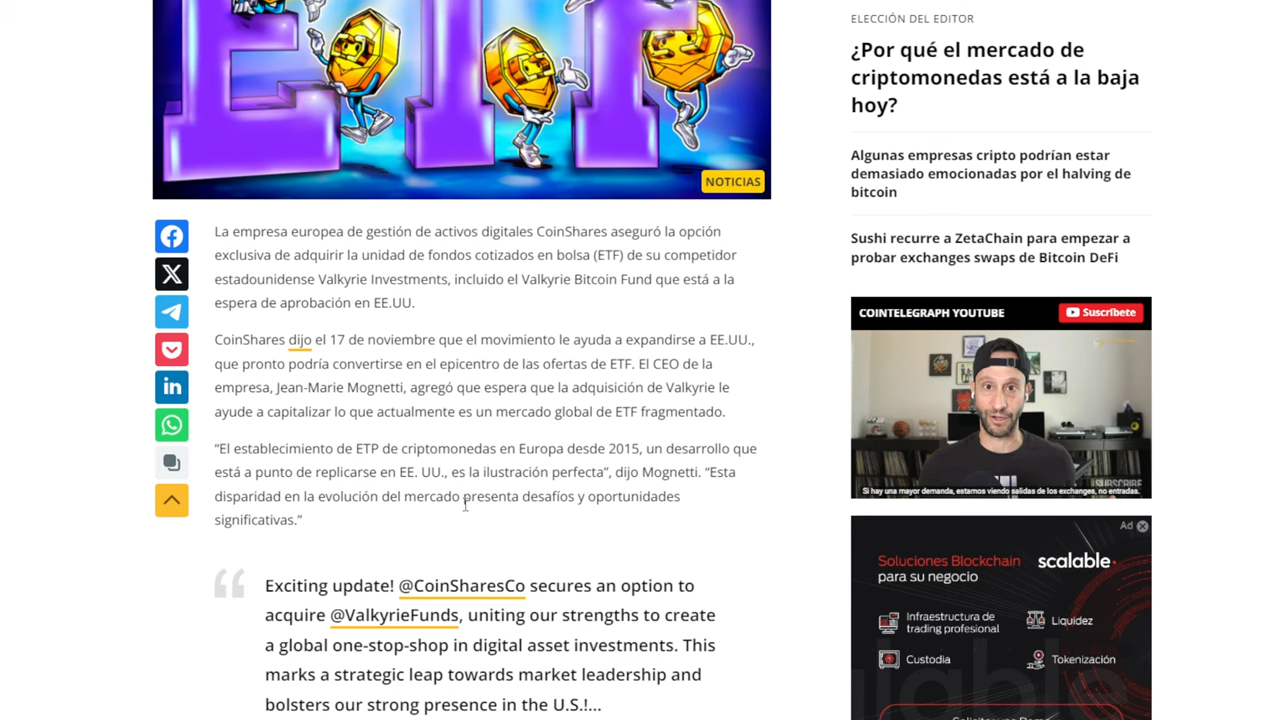 ETF
NOTICIAS
La empresa europea de gestión de activos digitales CoinShares aseguró la opción
exclusiva de adquirir la unidad de fondos cotizados en bolsa (ETF) de su competidor
estadounidense Valkyrie Investments, incluido el Valkyrie Bitcoin Fund que está a la
espera de aprobación en EE.UU.
CoinShares dijo el 17 de noviembre que el movimiento le ayuda a expandirse a EE.UU.,
que pronto podría convertirse en el epicentro de las ofertas de ETF. El CEO de la
empresa, Jean-Marie Mognetti, agregó que espera que la adquisición de Valkyrie le
ayude a capitalizar lo que actualmente es un mercado global de ETF fragmentado.
“El establecimiento de ETP de criptomonedas en Europa desde 2015, un desarrollo que
está a punto de replicarse en EE. UU., es la ilustración perfecta”, dijo Mognetti. “Esta
disparidad en la evolución del mercado presenta desafíos y oportunidades
significativas.”
Exciting update! @CoinSharesCo secures an option to
acquire @ValkyrieFunds, uniting our strengths to create
a global one-stop-shop in digital asset investments. This
marks a strategic leap towards market leadership and
bolsters our strong presence in the U.S.!...
ELECCIÓN DEL EDITOR
¿Por qué el mercado de
criptomonedas está a la baja
hoy?
Algunas empresas cripto podrían estar
demasiado emocionadas por el halving de
bitcoin
Sushi recurre a ZetaChain para empezar a
probar exchanges swaps de Bitcoin DeFi
COINTELEGRAPH YOUTUBE
Suscríbete
SUBSCRIBE
Si hay una mayor demanda, estamos viendo salidas de los exchanges, no entradas.
Ad
Soluciones Blockchain
para su negocio
scalable
Infraestructura de
trading profesional
Liquidez
Custodia
Tokenización